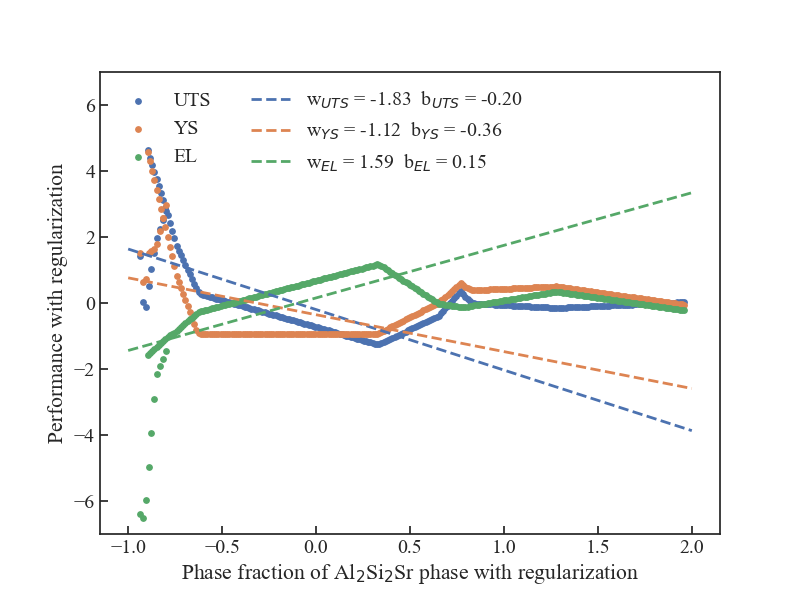 UTS w_UTS = -1.83 b_UTS = -0.20
YS w_YS = -1.12 b_YS = -0.36
EL w_EL = 1.59 b_EL = 0.15
Performance with regularization
6
4
2
0
−2
−4
−6
−1.0 −0.5 0.0 0.5 1.0 1.5 2.0
Phase fraction of Al₂Si₂Sr phase with regularization